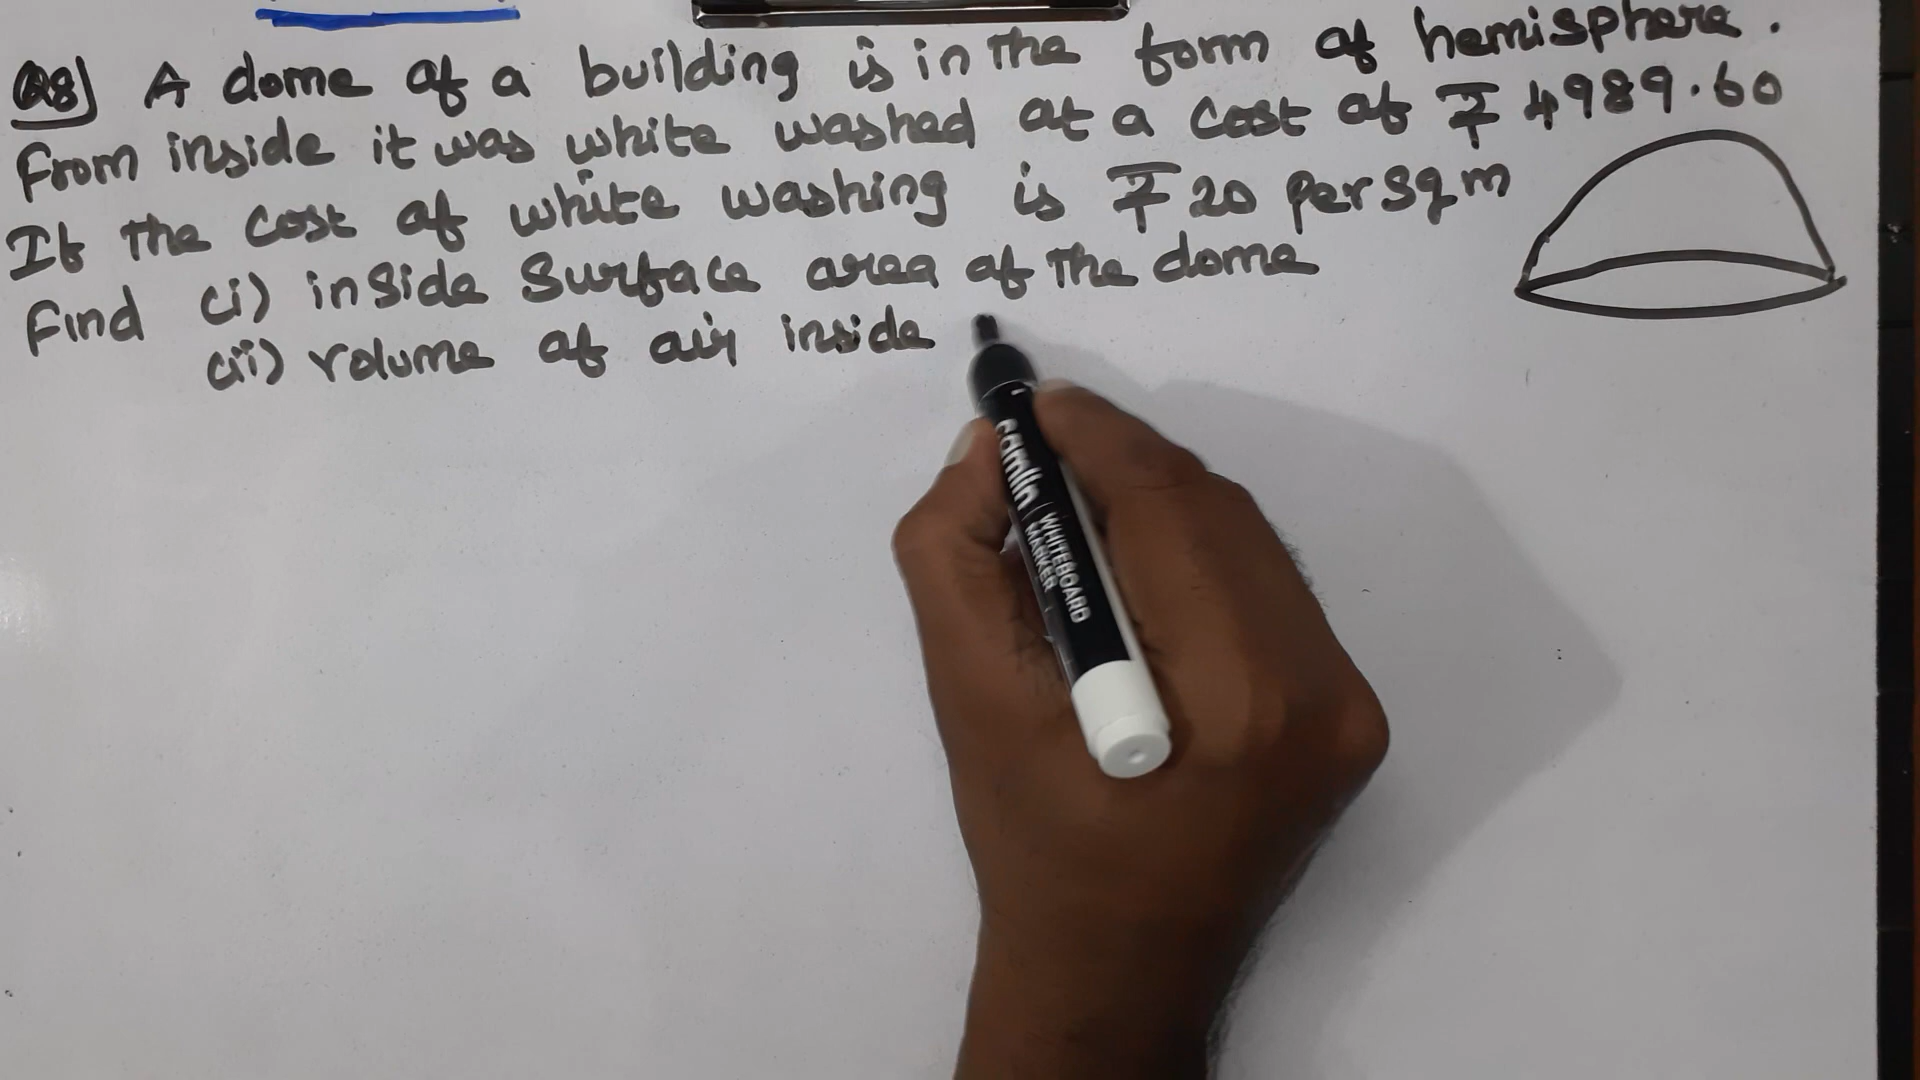 Q8) A dome of a building is in the form of hemisphere.
From inside it was white washed at a cost of ₹ 4989.60
If the cost of white washing is ₹ 20 per sqm
Find (i) inside surface area of the dome
(ii) volume of air inside
camlin WHITEBOARD MARKER